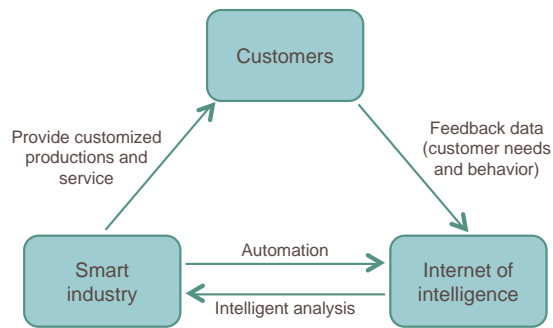 Customers
Provide customized
productions and
service
Feedback data
(customer needs
and behavior)
Smart
industry
Automation
Intelligent analysis
Internet of
intelligence